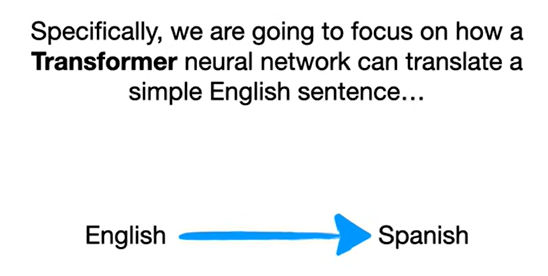 Specifically, we are going to focus on how a
Transformer neural network can translate a
simple English sentence…
English Spanish